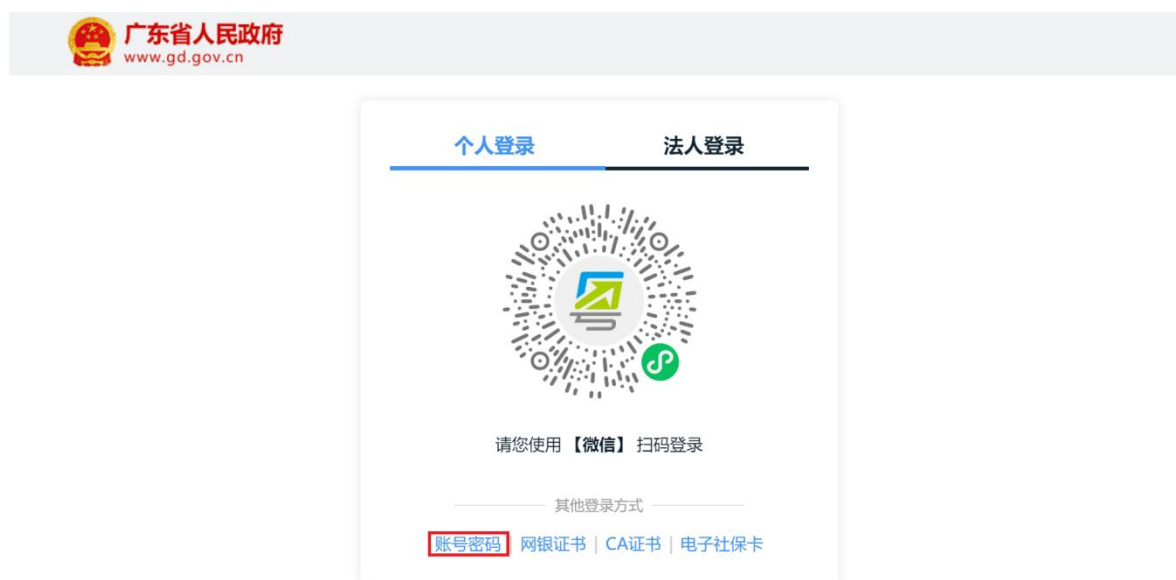 广东省人民政府
www.gd.gov.cn
个人登录 法人登录
请您使用【微信】扫码登录
其他登录方式
账号密码 | 网银证书 | CA证书 | 电子社保卡